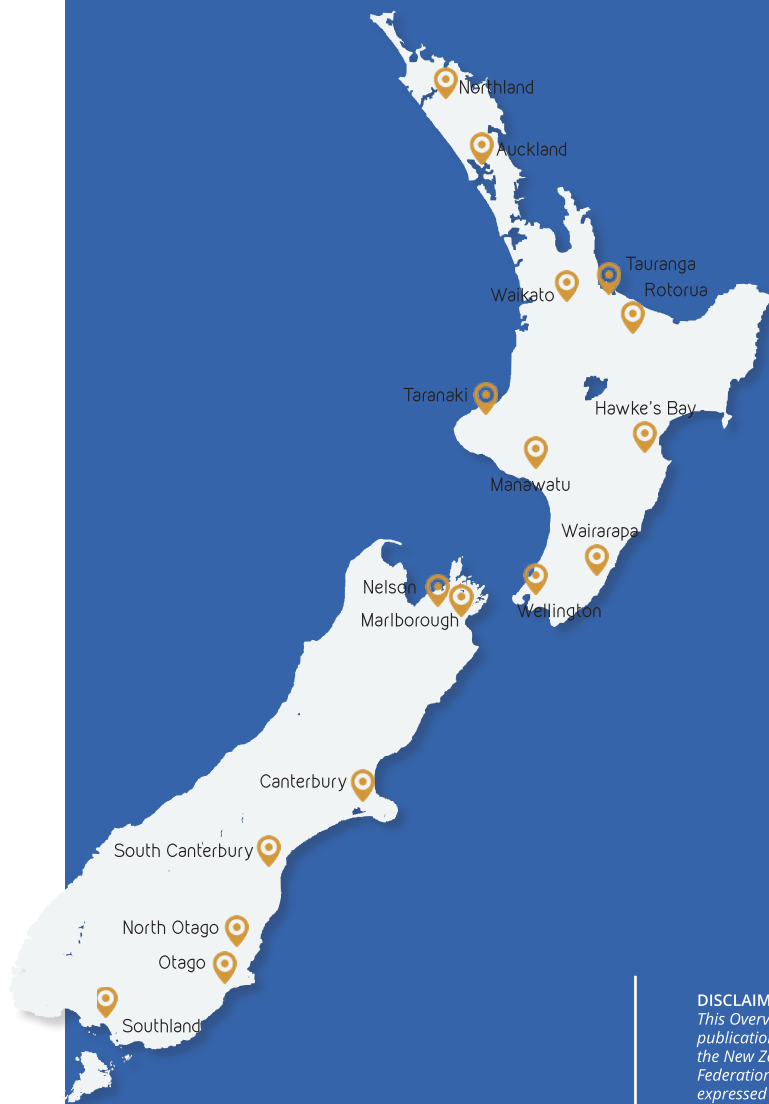 Northland
Auckland
Tauranga
Rotorua
Waikato
Taranaki
Hawke's Bay
Manawatu
Wairarapa
Nelson
Wellington
Marlborough
Canterbury
South Canterbury
North Otago
Otago
Southland
DISCLAIM
This Overv
publication
the New Ze
Federation
expressed